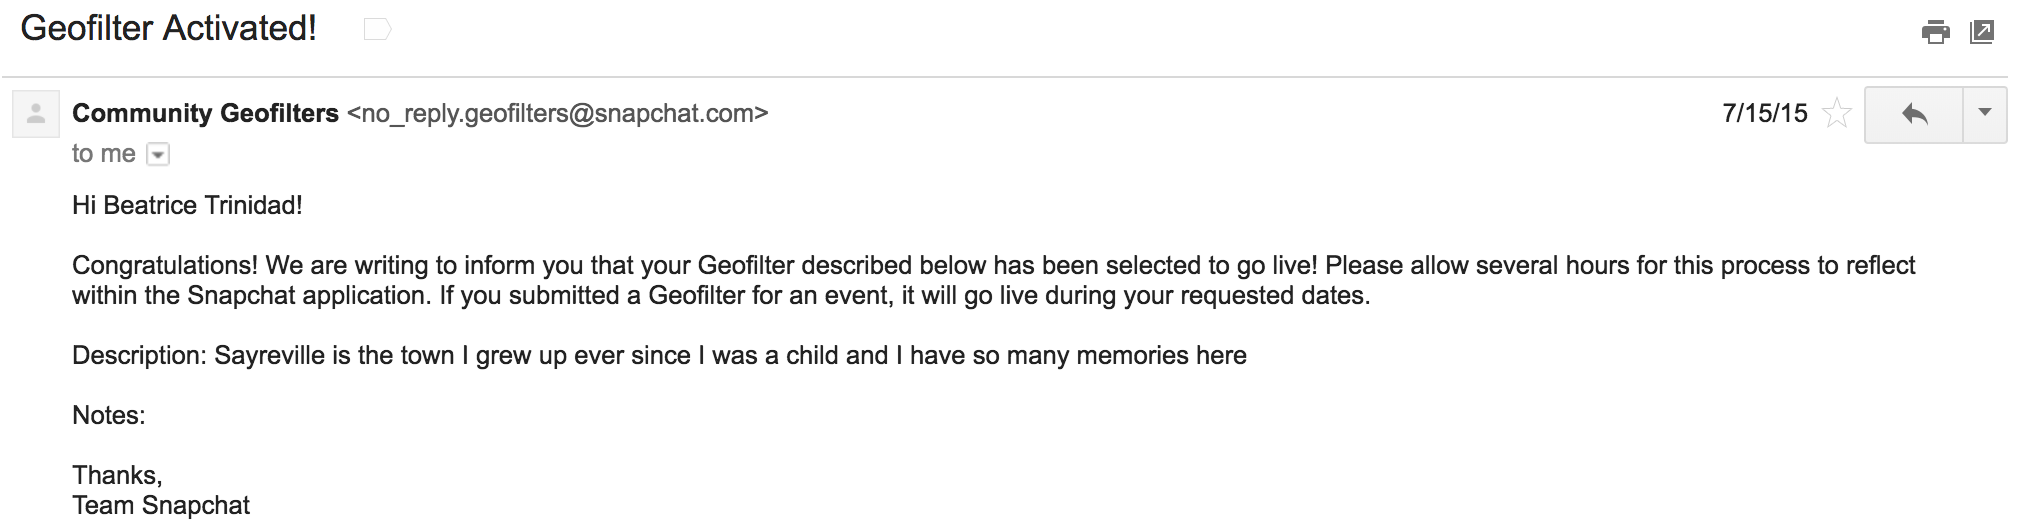 Geofilter Activated!
Community Geofilters <no_reply.geofilters@snapchat.com>
7/15/15
to me
Hi Beatrice Trinidad!
Congratulations! We are writing to inform you that your Geofilter described below has been selected to go live! Please allow several hours for this process to reflect
within the Snapchat application. If you submitted a Geofilter for an event, it will go live during your requested dates.
Description: Sayreville is the town I grew up ever since I was a child and I have so many memories here
Notes:
Thanks,
Team Snapchat